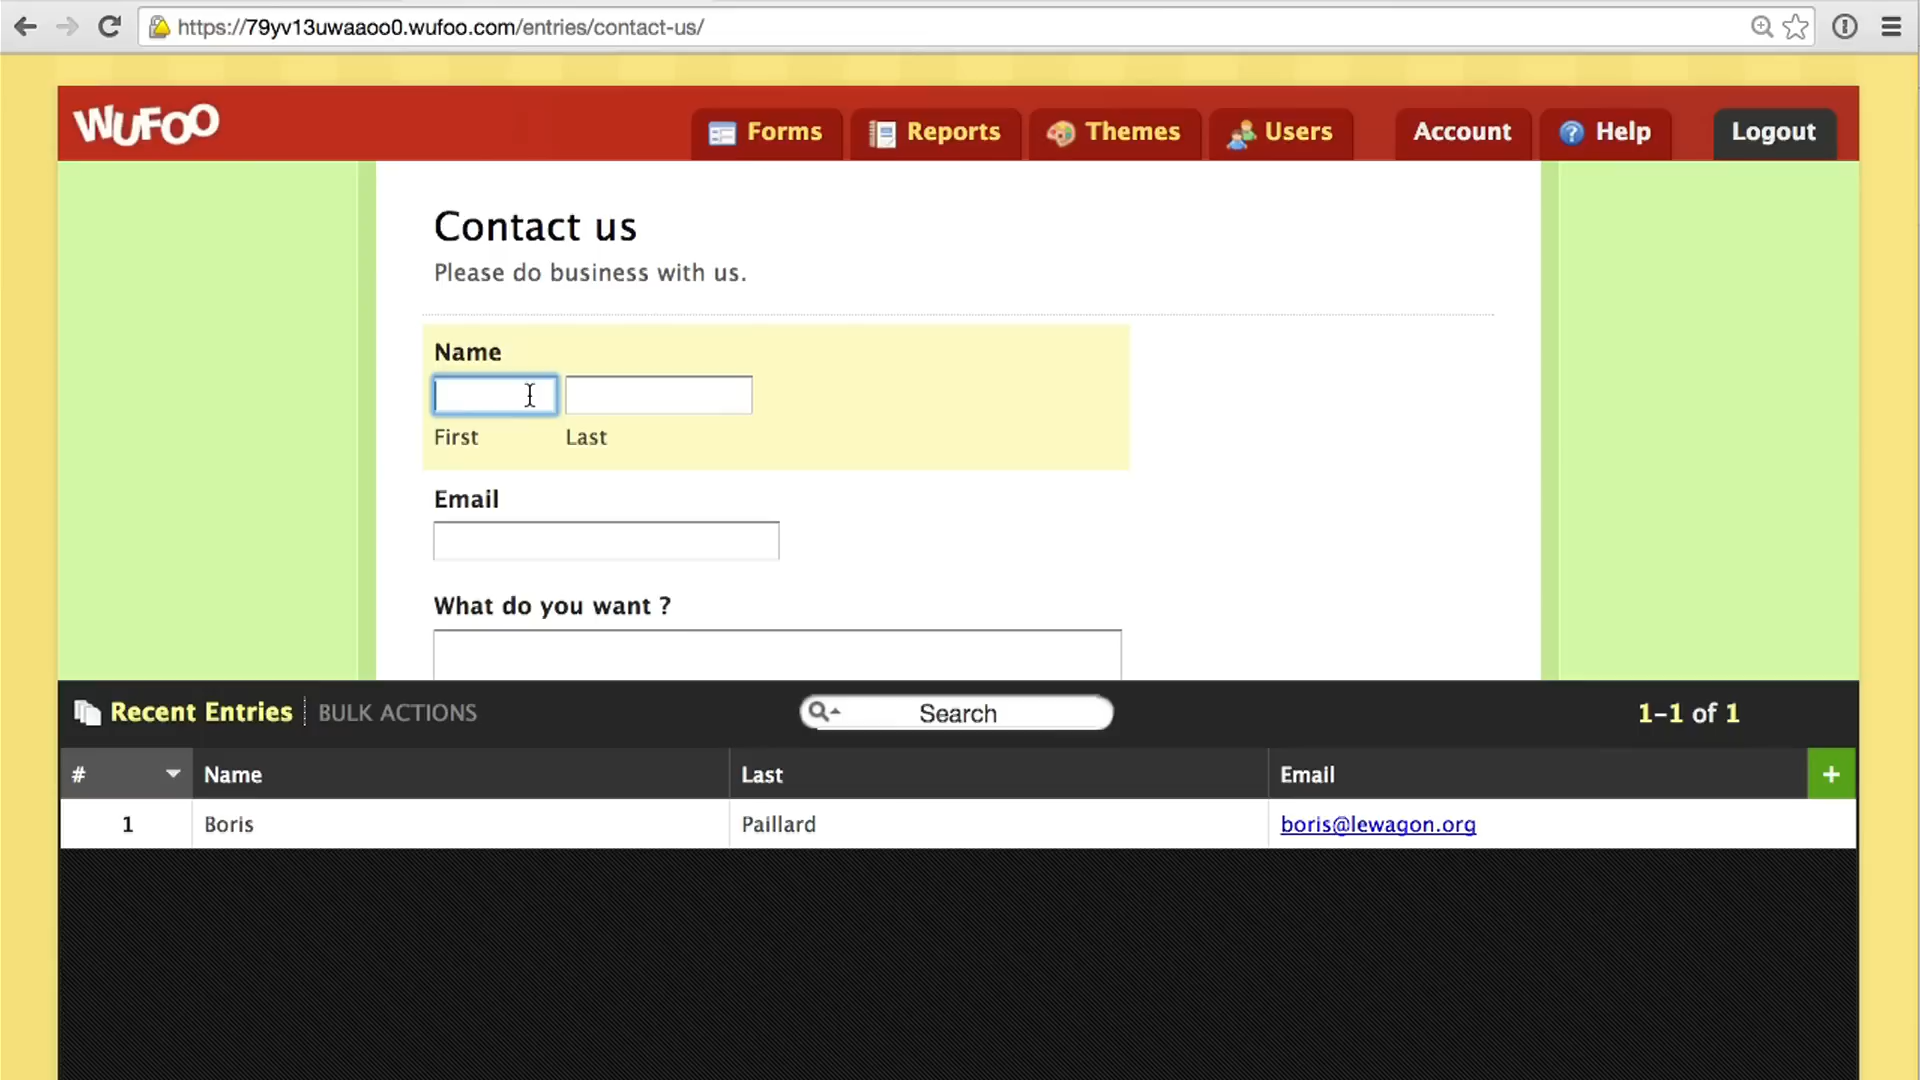 https://79yv13uwaaoo0.wufoo.com/entries/contact-us/
WUFOO
Forms
Reports
Themes
Users
Account
Help
Logout
Contact us
Please do business with us.
Name
First
Last
Email
What do you want ?
Recent Entries
BULK ACTIONS
Search
1-1 of 1
# Name Last Email +
1 Boris Paillard boris@lewagon.org